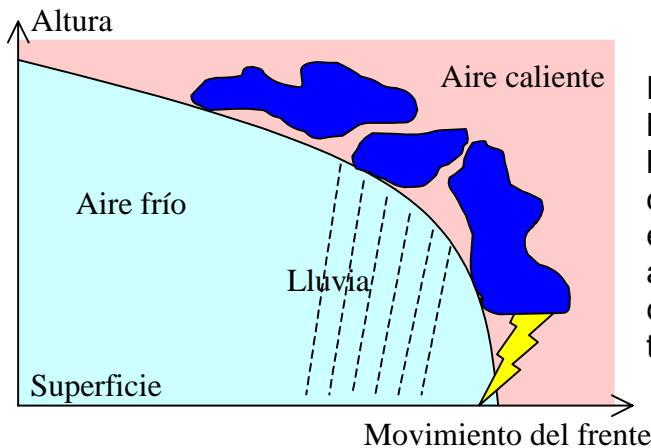 Altura
Aire caliente
Aire frío
Lluvia
Superficie
Movimiento del frente